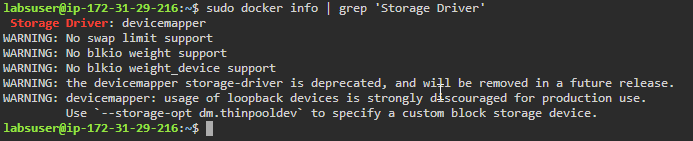 labsuser@ip-172-31-29-216:~$ sudo docker info | grep 'Storage Driver'
 Storage Driver: devicemapper
WARNING: No swap limit support
WARNING: No blkio weight support
WARNING: No blkio weight_device support
WARNING: the devicemapper storage-driver is deprecated, and will be removed in a future release.
WARNING: devicemapper: usage of loopback devices is strongly discouraged for production use.
         Use `--storage-opt dm.thinpooldev` to specify a custom block storage device.
labsuser@ip-172-31-29-216:~$